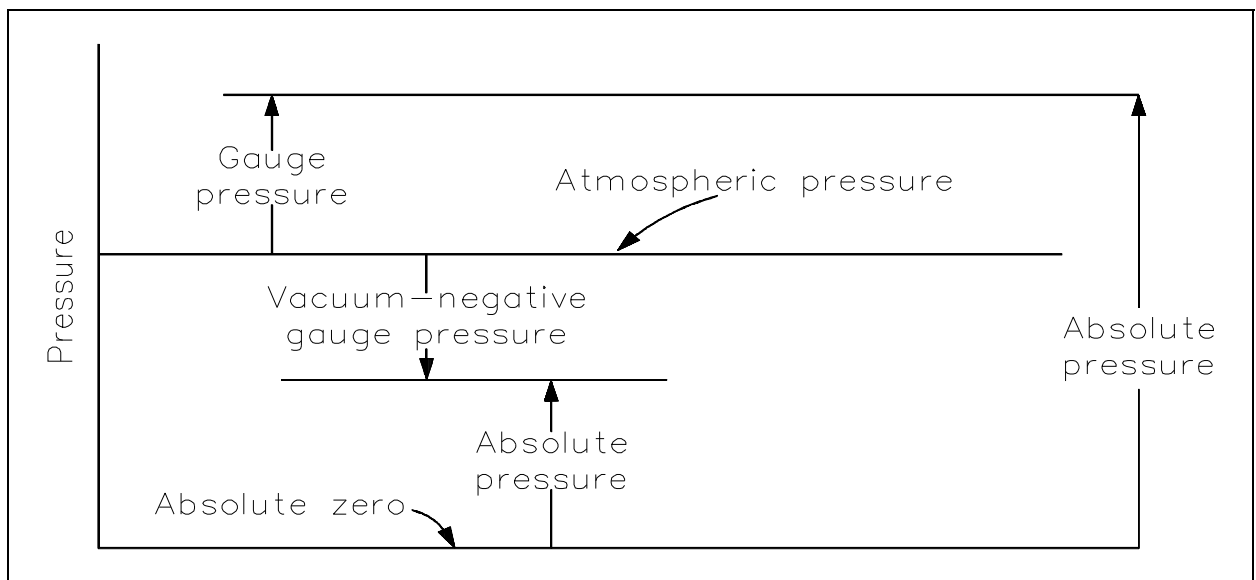 Gauge
pressure
Atmospheric pressure
Pressure
Vacuum-negative
gauge pressure
Absolute
pressure
Absolute
pressure
Absolute zero